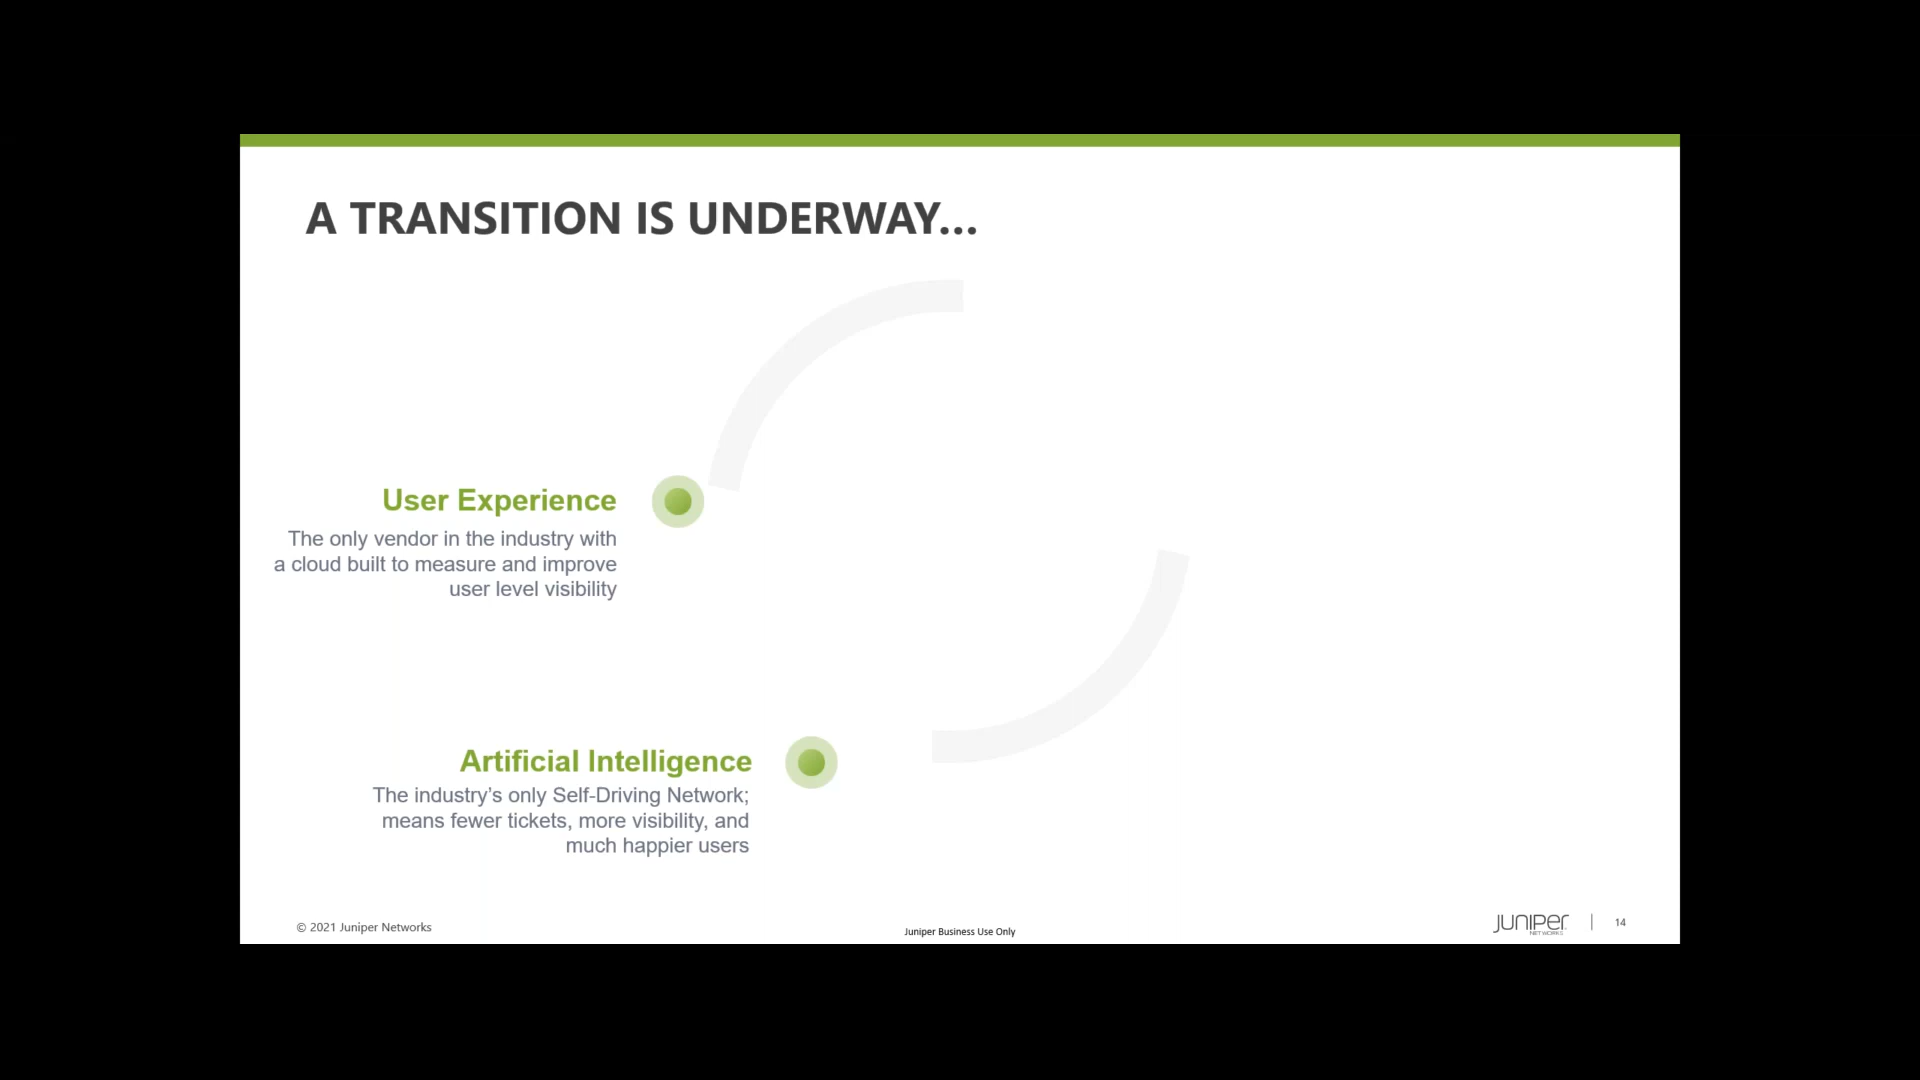 A TRANSITION IS UNDERWAY...
User Experience
The only vendor in the industry with
a cloud built to measure and improve
user level visibility
Artificial Intelligence
The industry’s only Self-Driving Network;
means fewer tickets, more visibility, and
much happier users
© 2021 Juniper Networks
Juniper Business Use Only
JUNIPer
NETWORKS
14